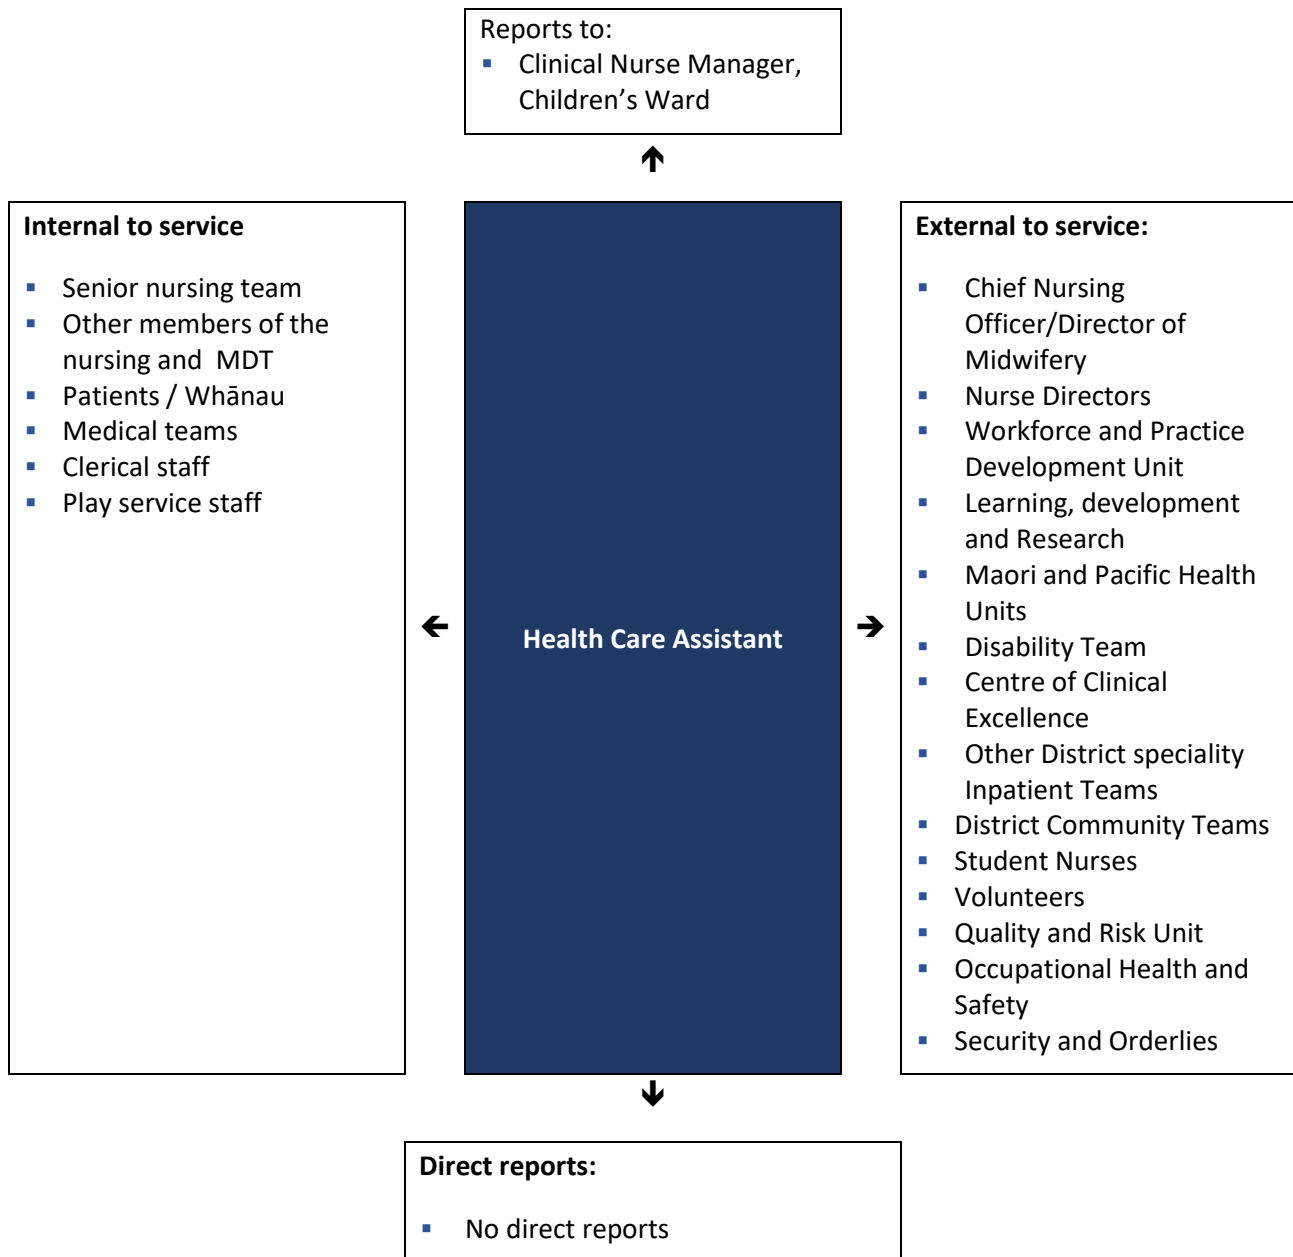 Reports to:
▪ Clinical Nurse Manager,
Children’s Ward
Internal to service
▪ Senior nursing team
▪ Other members of the
nursing and  MDT
▪ Patients / Whānau
▪ Medical teams
▪ Clerical staff
▪ Play service staff
Health Care Assistant
External to service:
▪ Chief Nursing
Officer/Director of
Midwifery
▪ Nurse Directors
▪ Workforce and Practice
Development Unit
▪ Learning, development
and Research
▪ Maori and Pacific Health
Units
▪ Disability Team
▪ Centre of Clinical
Excellence
▪ Other District speciality
Inpatient Teams
▪ District Community Teams
▪ Student Nurses
▪ Volunteers
▪ Quality and Risk Unit
▪ Occupational Health and
Safety
▪ Security and Orderlies
Direct reports:
▪ No direct reports